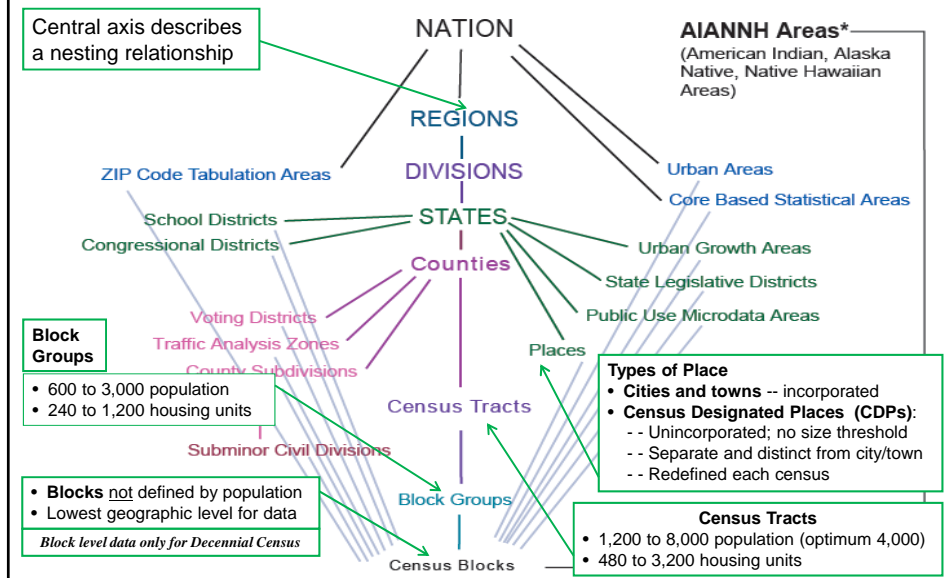 Central axis describes
a nesting relationship
NATION
AIANNH Areas*
(American Indian, Alaska
Native, Native Hawaiian
Areas)
REGIONS
ZIP Code Tabulation Areas
DIVISIONS
Urban Areas
Core Based Statistical Areas
School Districts
STATES
Congressional Districts
Urban Growth Areas
Counties
State Legislative Districts
Voting Districts
Public Use Microdata Areas
Traffic Analysis Zones
Places
County Subdivisions
Block
Groups
• 600 to 3,000 population
• 240 to 1,200 housing units
Types of Place
• Cities and towns -- incorporated
• Census Designated Places (CDPs):
- - Unincorporated; no size threshold
- - Separate and distinct from city/town
- - Redefined each census
Census Tracts
Subminor Civil Divisions
• Blocks not defined by population
• Lowest geographic level for data
Block level data only for Decennial Census
Block Groups
Census Tracts
• 1,200 to 8,000 population (optimum 4,000)
• 480 to 3,200 housing units
Census Blocks